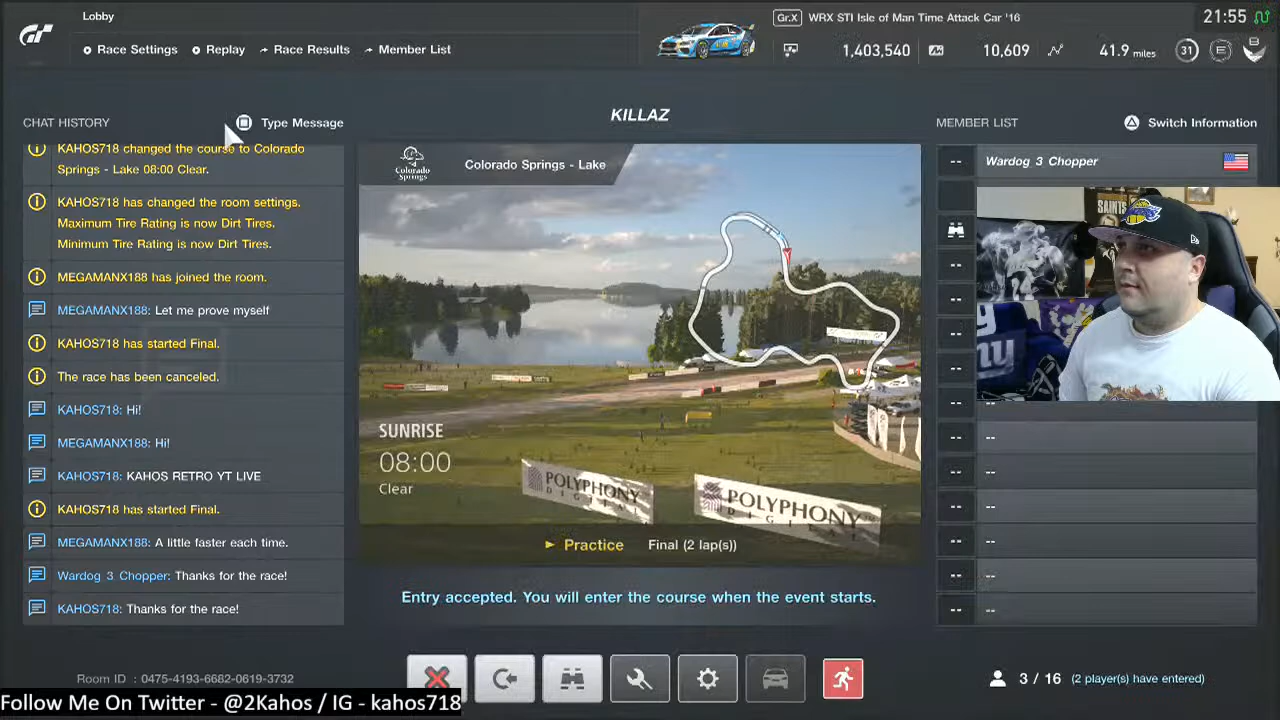 Lobby
Gr.X WRX STI Isle of Man Time Attack Car '16
21:55
Race Settings Replay Race Results Member List
1,403,540 10,609 41.9 miles 31 E B
CHAT HISTORY Type Message
KILLAZ
MEMBER LIST Switch Information
KAHOS718 changed the course to Colorado
Springs - Lake 08:00 Clear.
KAHOS718 has changed the room settings.
Maximum Tire Rating is now Dirt Tires.
Minimum Tire Rating is now Dirt Tires.
MEGAMANX188 has joined the room.
MEGAMANX188: Let me prove myself
KAHOS718 has started Final.
The race has been canceled.
KAHOS718: Hi!
MEGAMANX188: Hi!
KAHOS718: KAHOS RETRO YT LIVE
KAHOS718 has started Final.
MEGAMANX188: A little faster each time.
Wardog 3 Chopper: Thanks for the race!
KAHOS718: Thanks for the race!
Colorado
Springs
Colorado Springs - Lake
SUNRISE
08:00
Clear
POLYPHONY
DIGITAL
POLYPHONY
DIGITAL
Practice Final (2 lap(s))
Entry accepted. You will enter the course when the event starts.
-- Wardog 3 Chopper
SAINTS
--
--
--
--
--
-- --
-- --
-- --
-- --
-- --
-- --
Room ID : 0475-4193-6682-0619-3732
3 / 16 (2 player(s) have entered)
Follow Me On Twitter - @2Kahos / IG - kahos718